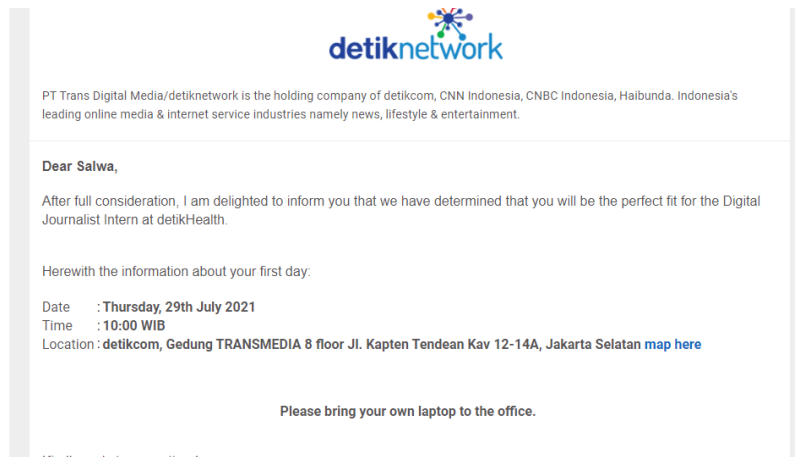 detiknetwork
PT Trans Digital Media/detiknetwork is the holding company of detikcom, CNN Indonesia, CNBC Indonesia, Haibunda. Indonesia's
leading online media & internet service industries namely news, lifestyle & entertainment.
Dear Salwa,
After full consideration, I am delighted to inform you that we have determined that you will be the perfect fit for the Digital
Journalist Intern at detikHealth.
Herewith the information about your first day:
Date : Thursday, 29th July 2021
Time : 10:00 WIB
Location : detikcom, Gedung TRANSMEDIA 8 floor Jl. Kapten Tendean Kav 12-14A, Jakarta Selatan map here
Please bring your own laptop to the office.